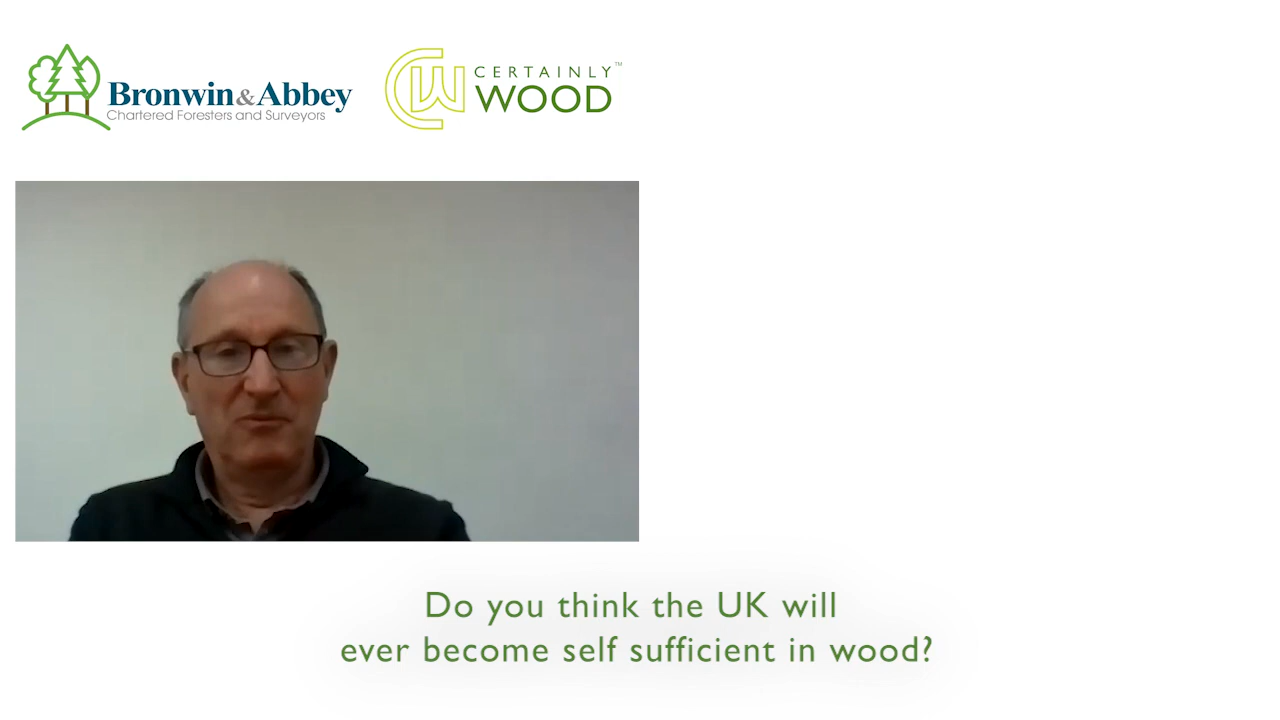 Bronwin & Abbey
Chartered Foresters and Surveyors
CW
CERTAINLY™
WOOD
Do you think the UK will
ever become self sufficient in wood?